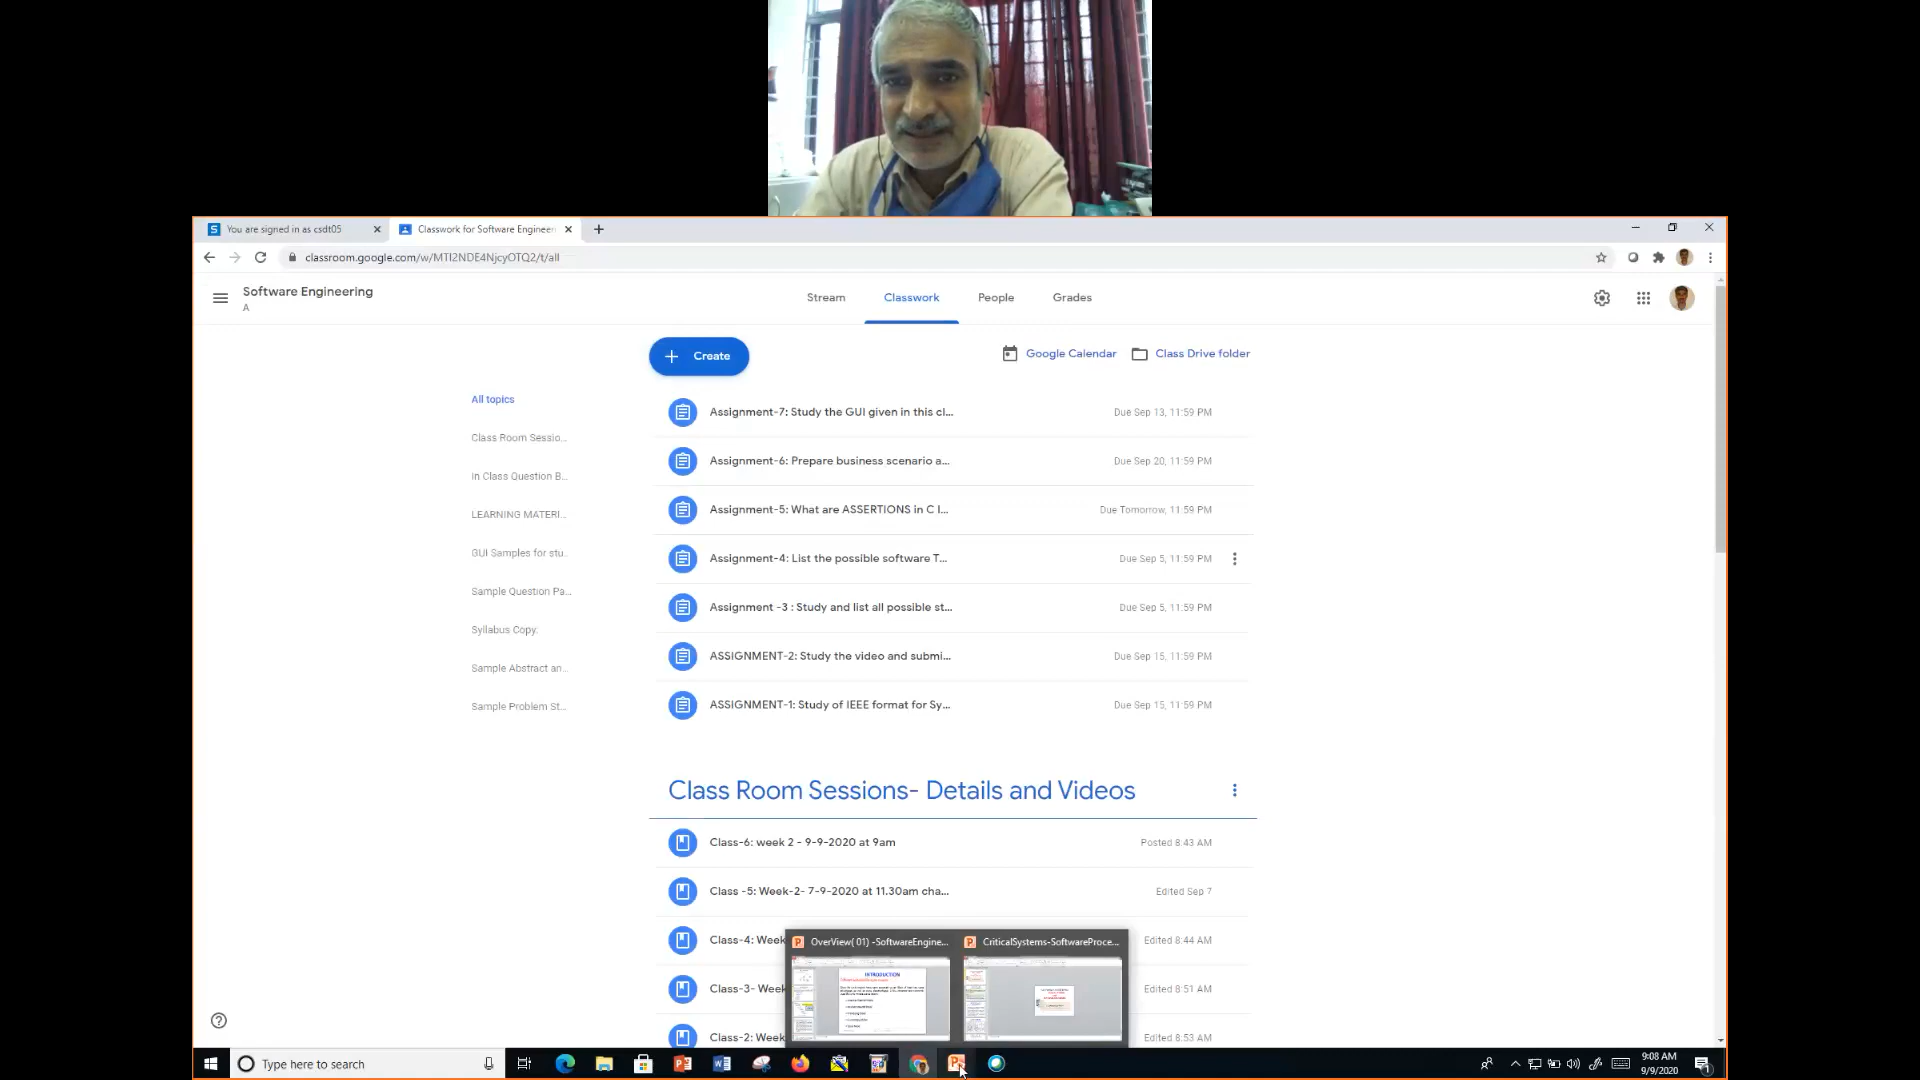 You are signed in as csdt05
Classwork for Software Engineerin
classroom.google.com/w/MTI2NDE4NjcyOTQ2/t/all
Software Engineering
A
Stream
Classwork
People
Grades
Create
Google Calendar
Class Drive folder
All topics
Class Room Sessio...
In Class Question B...
LEARNING MATERI...
GUI Samples for stu...
Sample Question Pa...
Syllabus Copy:
Sample Abstract an...
Sample Problem St...
Assignment-7: Study the GUI given in this cl...
Due Sep 13, 11:59 PM
Assignment-6: Prepare business scenario a...
Due Sep 20, 11:59 PM
Assignment-5: What are ASSERTIONS in C l...
Due Tomorrow, 11:59 PM
Assignment-4: List the possible software T...
Due Sep 5, 11:59 PM
Assignment -3 : Study and list all possible st...
Due Sep 5, 11:59 PM
ASSIGNMENT-2: Study the video and submi...
Due Sep 15, 11:59 PM
ASSIGNMENT-1: Study of IEEE format for Sy...
Due Sep 15, 11:59 PM
Class Room Sessions- Details and Videos
Class-6: week 2 - 9-9-2020 at 9am
Posted 8:43 AM
Class -5: Week-2- 7-9-2020 at 11.30am cha...
Edited Sep 7
Class-4: Week
Edited 8:44 AM
Class-3- Week
Edited 8:51 AM
Class-2: Week
Edited 8:53 AM
OverView( 01) -SoftwareEngine...
CriticalSystems-SoftwareProce...
INTRODUCTION
Type here to search
9:08 AM
9/9/2020